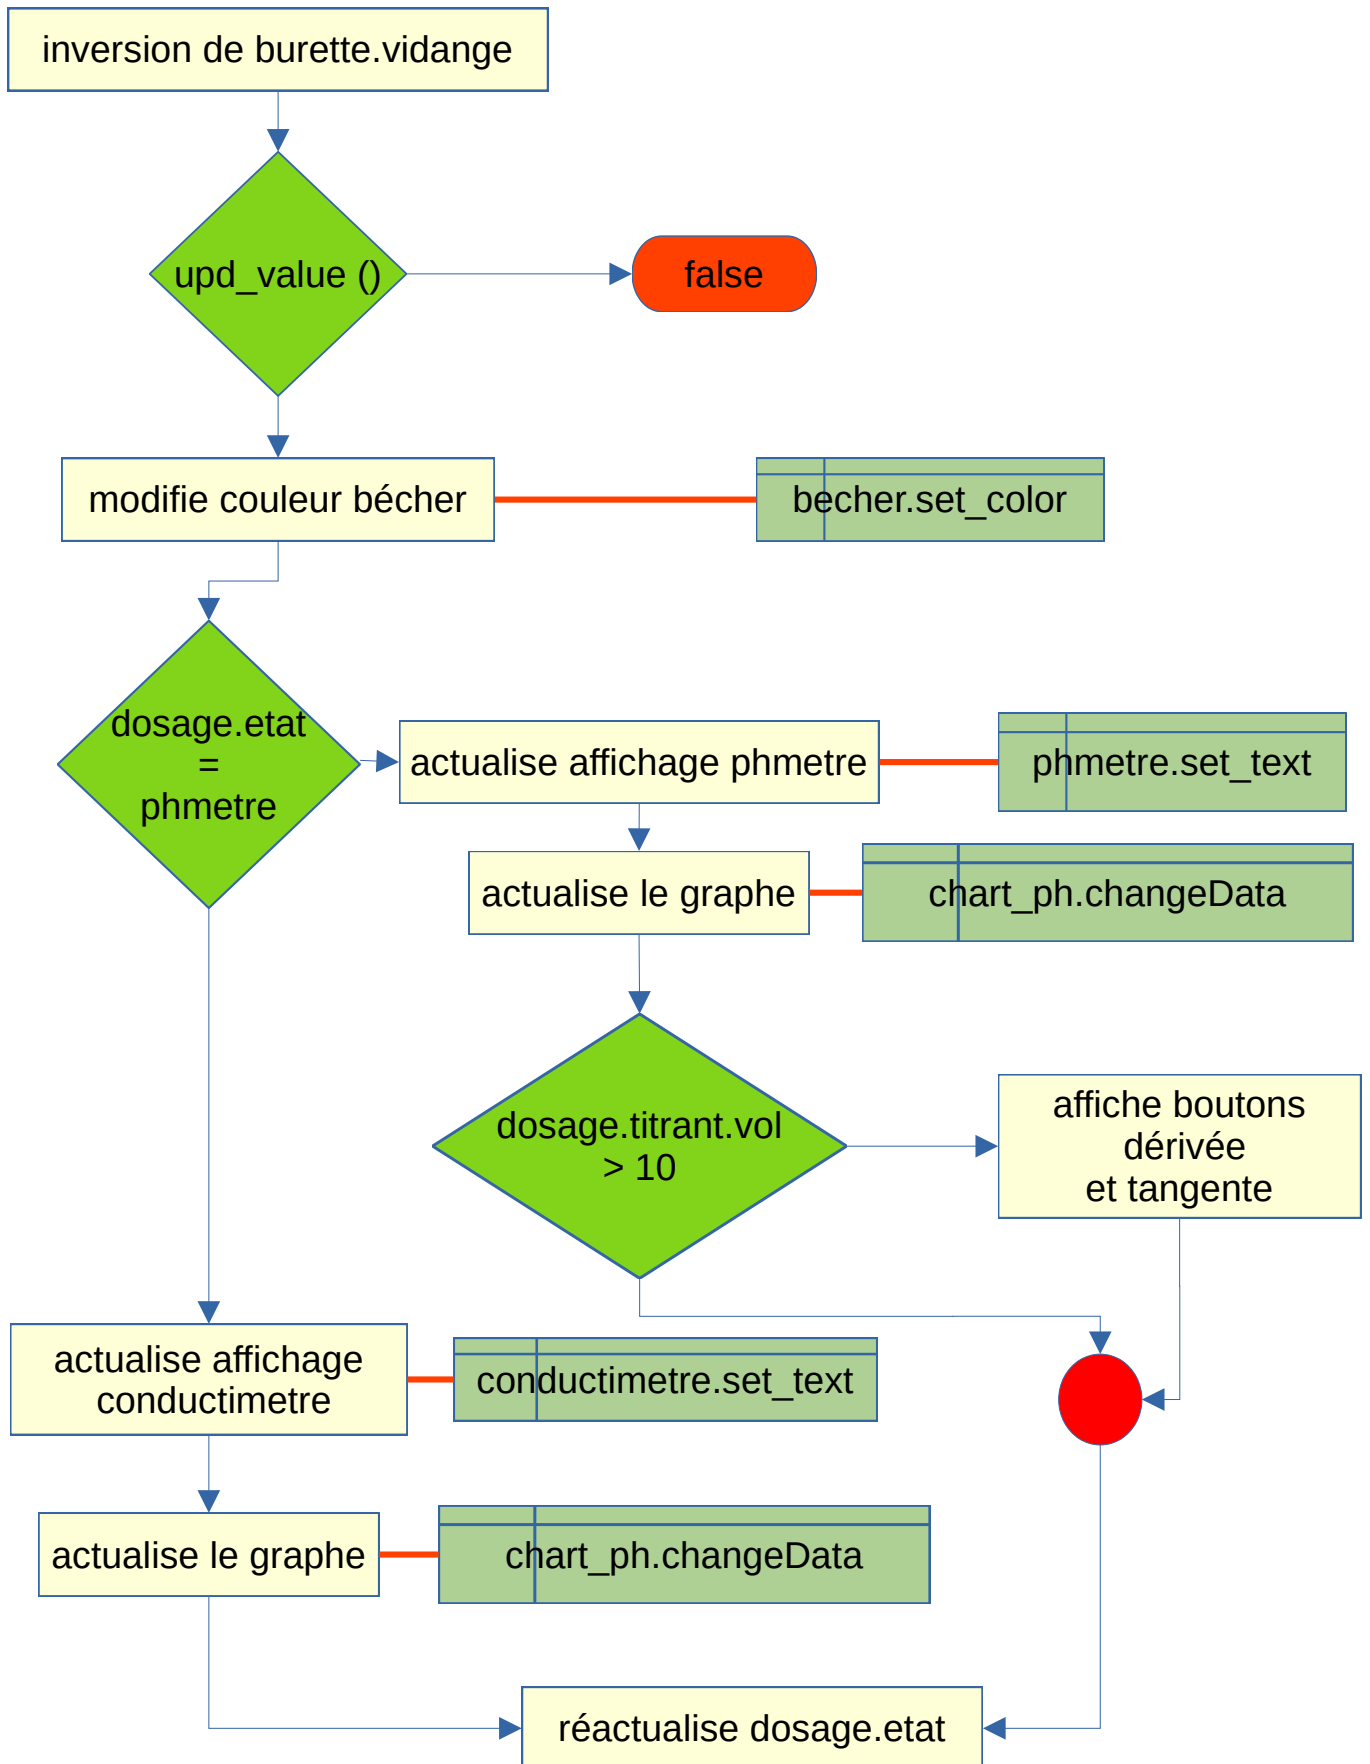 inversion de burette.vidange
upd_value ()
false
modifie couleur bécher
becher.set_color
dosage.etat
=
phmetre
actualise affichage phmetre
phmetre.set_text
actualise le graphe
chart_ph.changeData
dosage.titrant.vol
> 10
affiche boutons
dérivée
et tangente
actualise affichage
conductimetre
conductimetre.set_text
actualise le graphe
chart_ph.changeData
réactualise dosage.etat